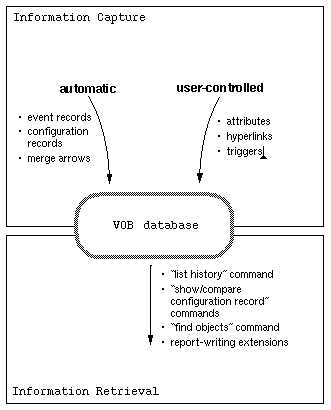 Information Capture
automatic
user-controlled
• event records
• configuration
records
• merge arrows
• attributes
• hyperlinks
• triggers
VOB database
• "list history" command
• "show/compare
configuration record"
commands
• "find objects" command
• report-writing extensions
Information Retrieval